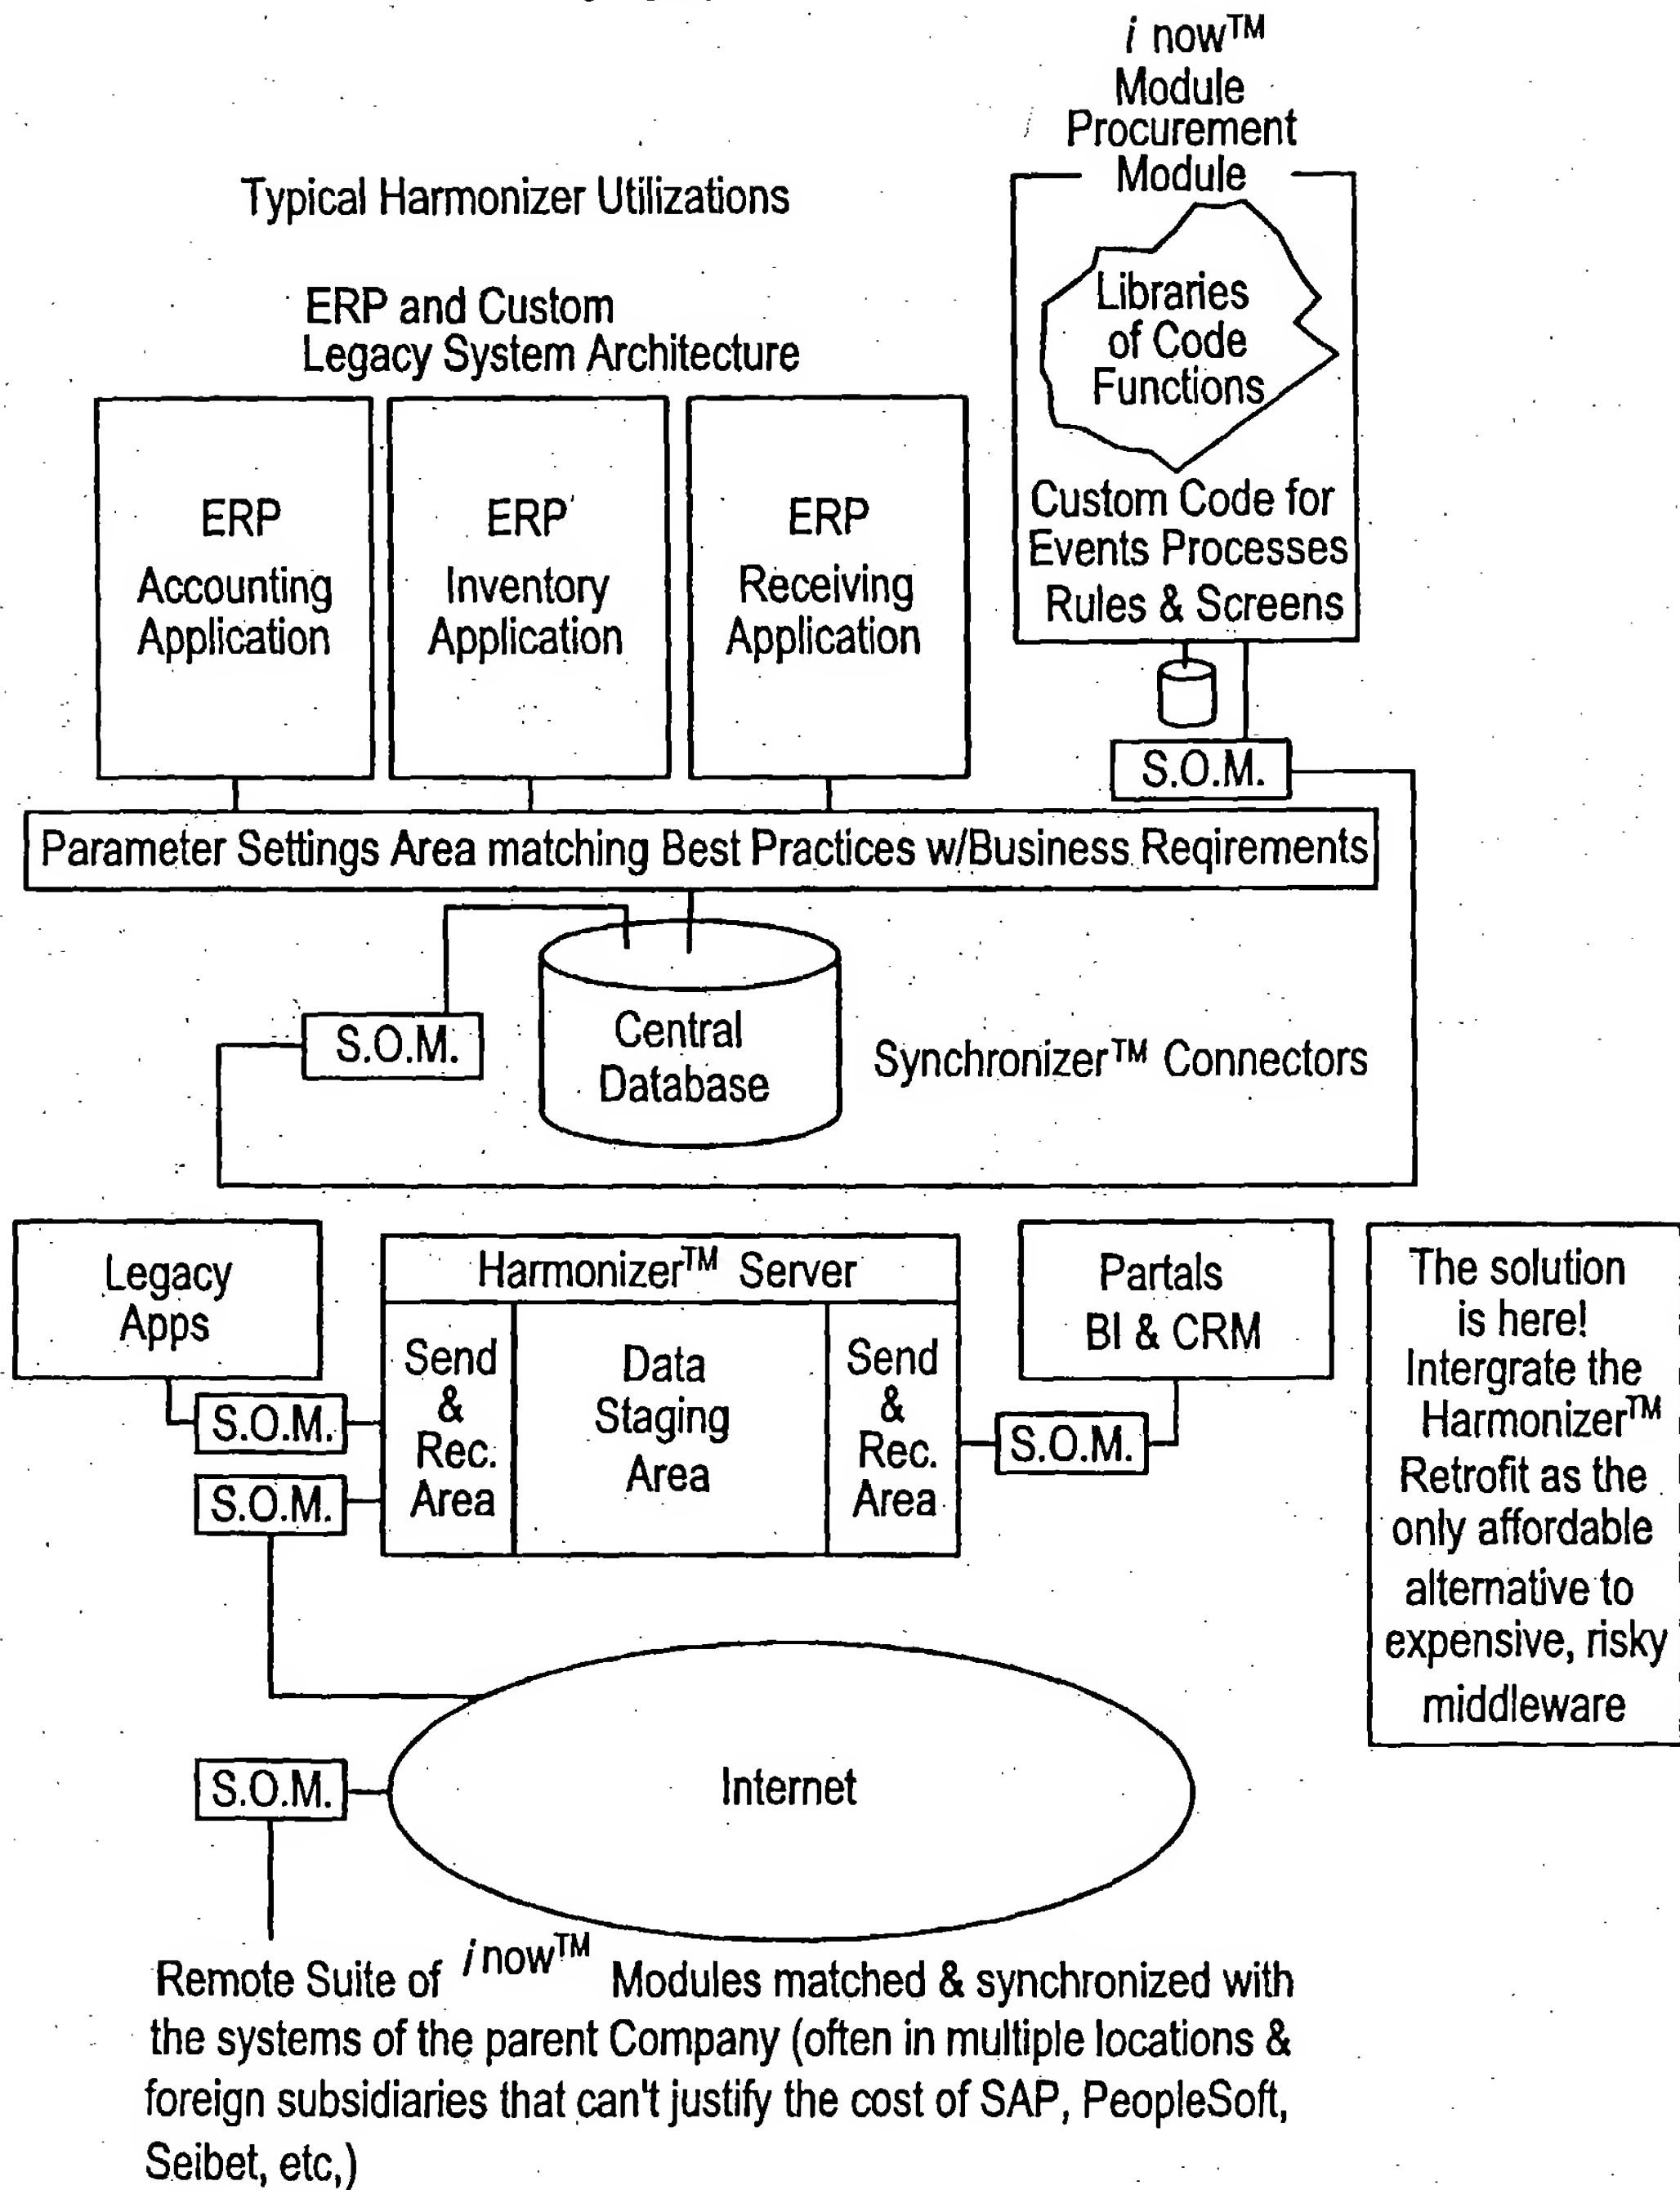 i now™
Module
Procurement
Module
Typical Harmonizer Utilizations
ERP and Custom
Legacy System Architecture
Libraries
of Code
Functions
Custom Code for
Events Processes
Rules & Screens
ERP
Accounting
Application
ERP
Inventory
Application
ERP
Receiving
Application
S.O.M.
Parameter Settings Area matching Best Practices w/Business Reqirements
S.O.M.
Central
Database
Synchronizer™ Connectors
Legacy
Apps
Harmonizer™ Server
Send
&
Rec.
Area
Data
Staging
Area
Send
&
Rec.
Area
Partals
BI & CRM
S.O.M.
S.O.M.
S.O.M.
The solution
is here!
Intergrate the
Harmonizer™
Retrofit as the
only affordable
alternative to
expensive, risky
middleware
S.O.M.
Internet
Remote Suite of i now™ Modules matched & synchronized with
the systems of the parent Company (often in multiple locations &
foreign subsidiaries that can't justify the cost of SAP, PeopleSoft,
Seibet, etc,)